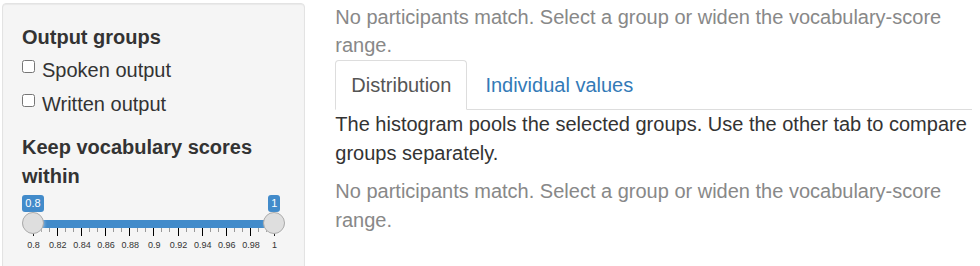 Output groups
Spoken output
Written output
Keep vocabulary scores
within
0.8 1
0.8 0.82 0.84 0.86 0.88 0.9 0.92 0.94 0.96 0.98 1
No participants match. Select a group or widen the vocabulary-score
range.
Distribution Individual values
The histogram pools the selected groups. Use the other tab to compare
groups separately.
No participants match. Select a group or widen the vocabulary-score
range.